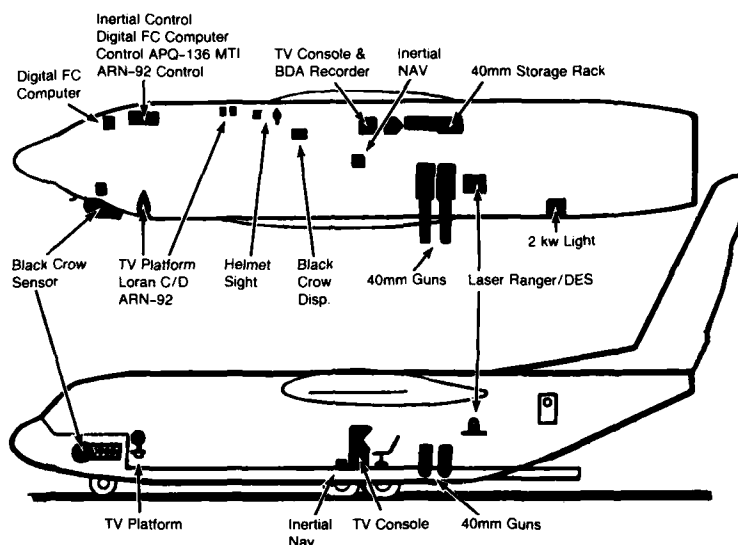 Inertial Control
Digital FC Computer
Control APQ-136 MTI
ARN-92 Control
Digital FC
Computer
TV Console &
BDA Recorder
Inertial
NAV
40mm Storage Rack
Black Crow
Sensor
TV Platform
Loran C/D
ARN-92
Helmet
Sight
Black
Crow
Disp.
40mm Guns
Laser Ranger/DES
2 kw Light
TV Platform
Inertial
Nav
TV Console
40mm Guns